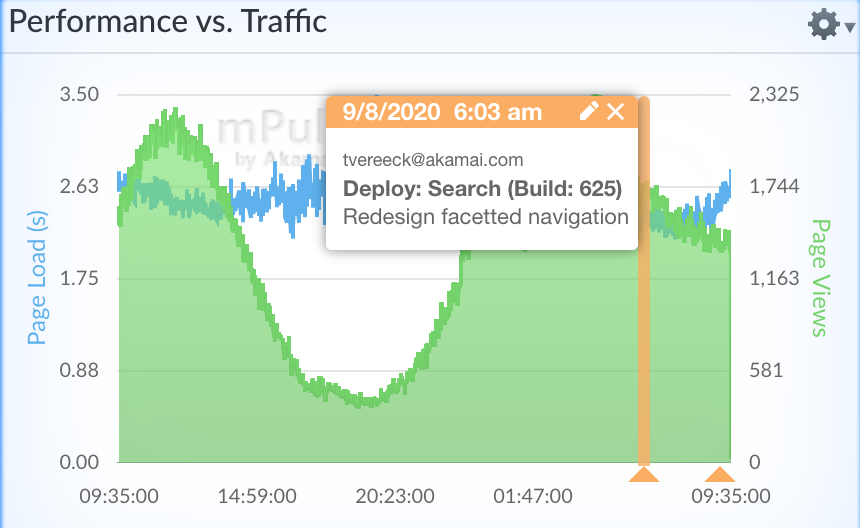 Performance vs. Traffic
3.50
2,325
9/8/2020 6:03 am
mPul
by Akama
tvereeck@akamai.com
2.63
Deploy: Search (Build: 625)
1,744
Redesign facetted navigation
Page Load (s)
Page Views
1.75
1,163
0.88
581
0.00
0
09:35:00
14:59:00
20:23:00
01:47:00
09:35:00